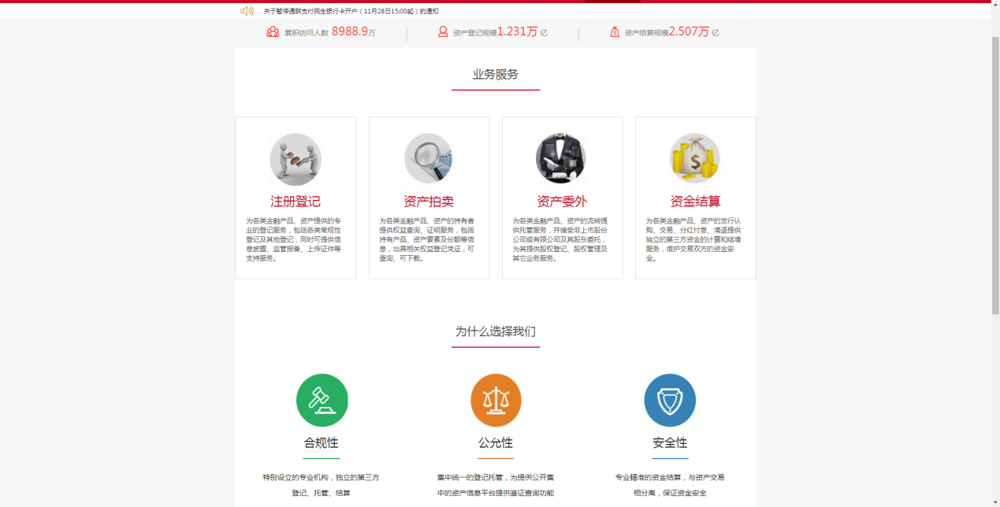 关于暂停通联支付民生银行卡开户（11月28日15:00起）的通知
累积访问人数 8988.9万
资产登记规模1.231万 亿
资产结算规模2.507万 亿
业务服务
注册登记
为各类金融产品、资产提供的专
业的登记服务，包括各类常规性
登记及其他登记，同时可提供信
息披露、监管报备、上传证件等
支持服务。
资产拍卖
为各类金融产品、资产的持有者
提供权益查询、证明服务，包括
持有产品、资产要素及份额等信
息，出具相关权益登记凭证，可
查询、可下载。
资产委外
为各类金融产品、资产的流转提
供托管服务，并接受非上市股份
公司或有限公司及其股东委托，
为其提供股权登记、股权管理及
其它业务服务。
资金结算
为各类金融产品、资产的发行认
购、交易、分红付息、清退提供
独立的第三方资金的计算和结清
服务，维护交易双方的资金安
全。
为什么选择我们
合规性
特别设立的专业机构，独立的第三方
登记、托管、结算
公允性
集中统一的登记托管，为提供公开集
中的资产信息平台提供鉴证查询功能
安全性
专业精准的资金结算，与资产交易
相分离，保证资金安全